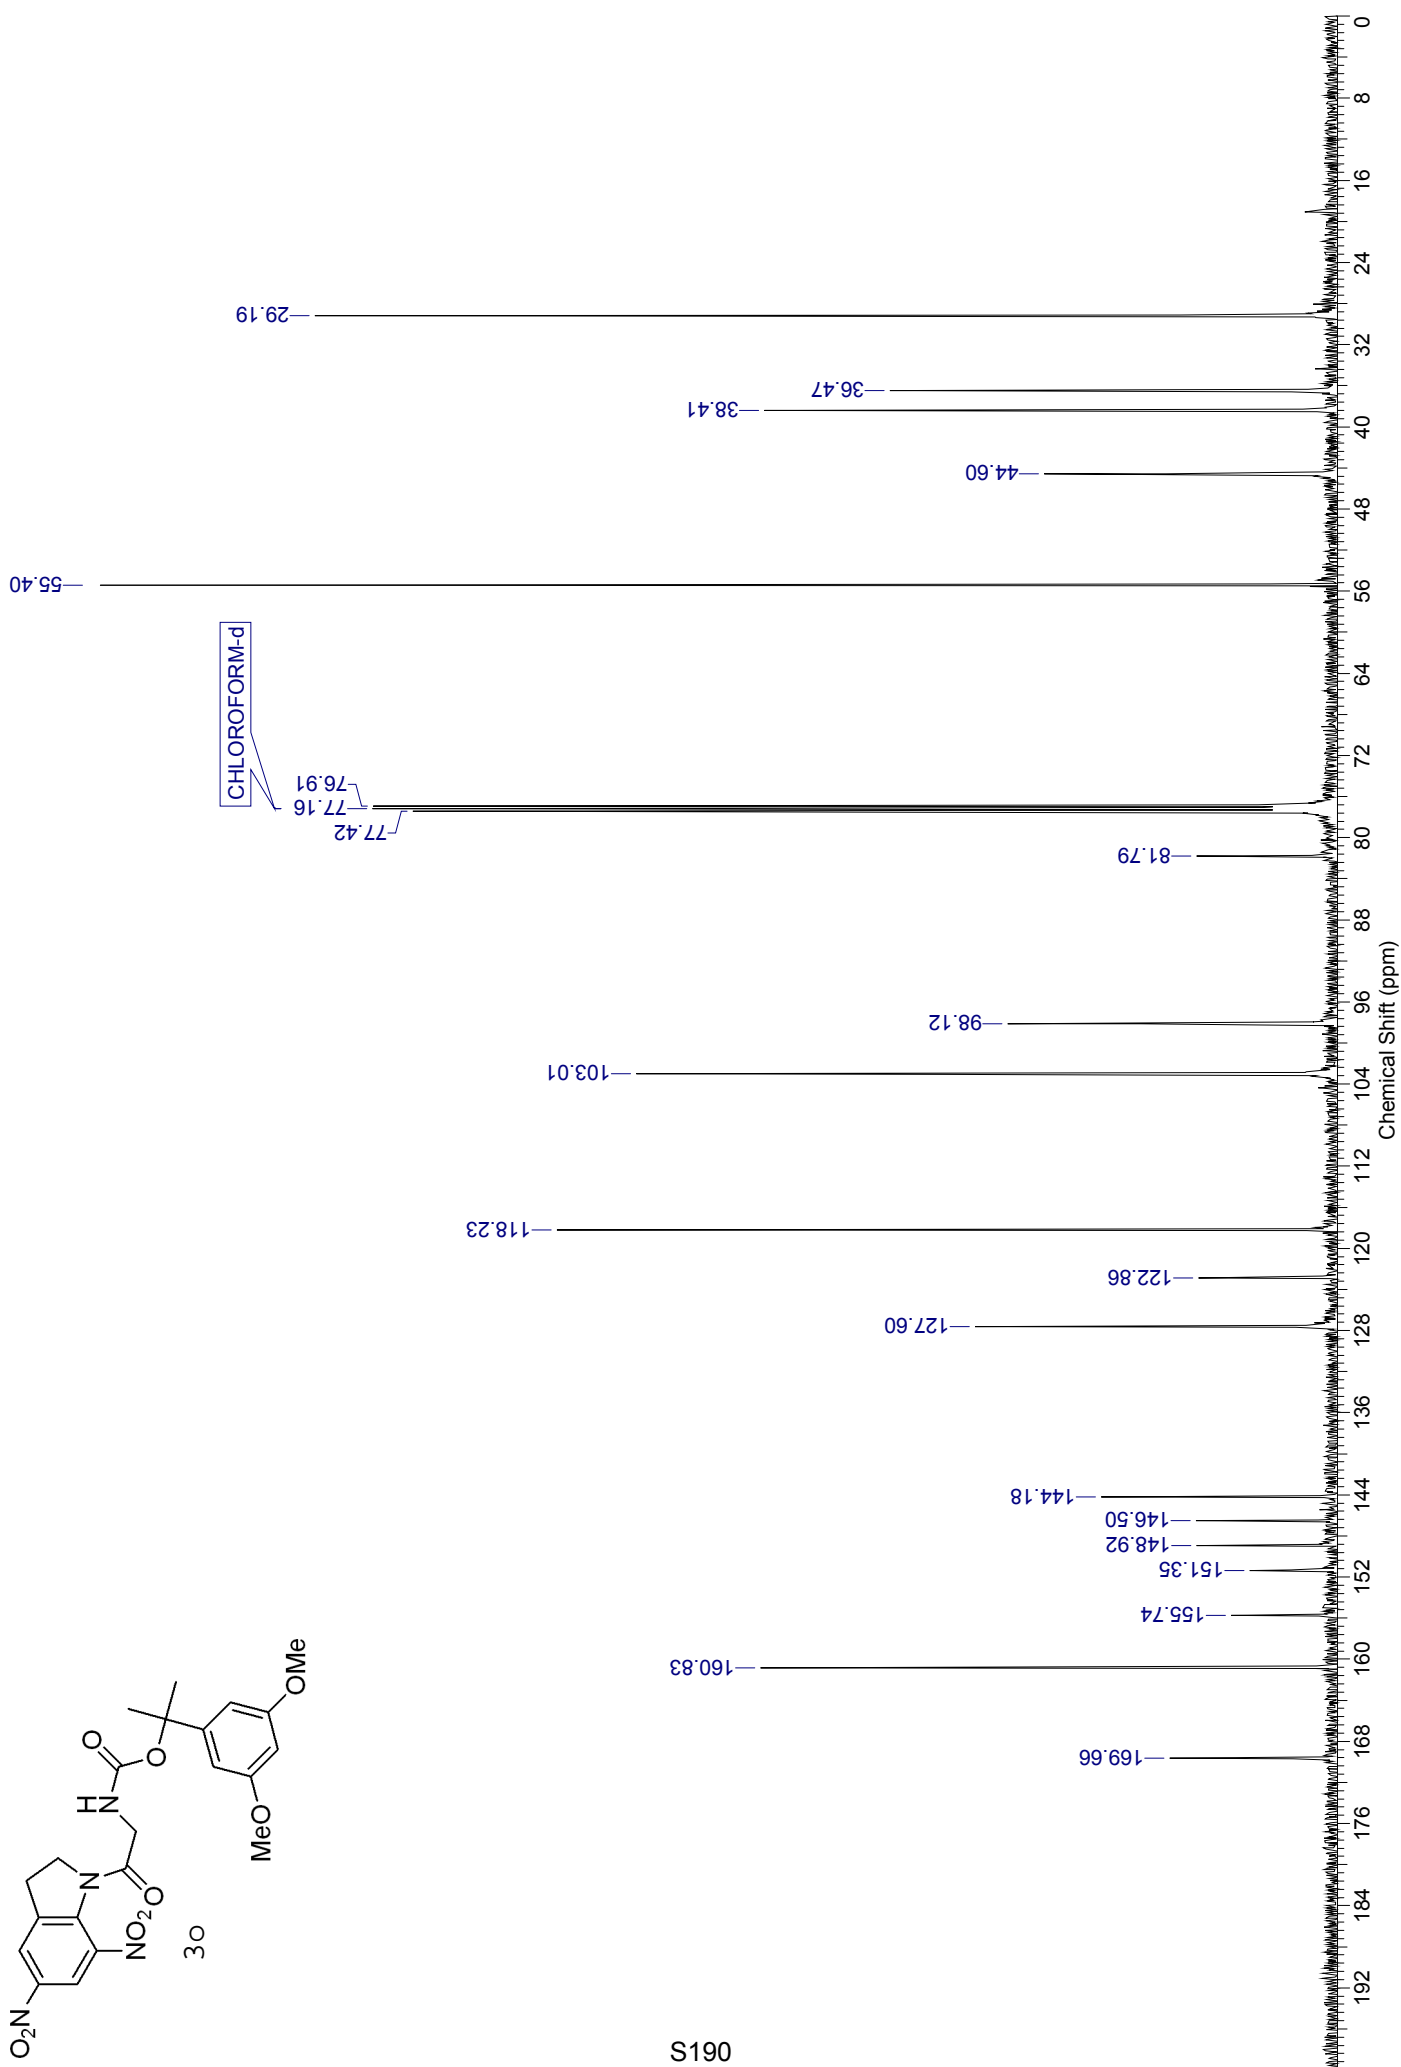 O2N
NO2
N
O
H
N
O
O
MeO
OMe
3o
CHLOROFORM-d
169.66
160.83
155.74
151.35
148.92
146.50
144.18
127.60
122.86
118.23
103.01
98.12
81.79
77.42
77.16
76.91
55.40
44.60
38.41
36.47
29.19
192 184 176 168 160 152 144 136 128 120 112 104 96 88 80 72 64 56 48 40 32 24 16 8 0
Chemical Shift (ppm)
S190